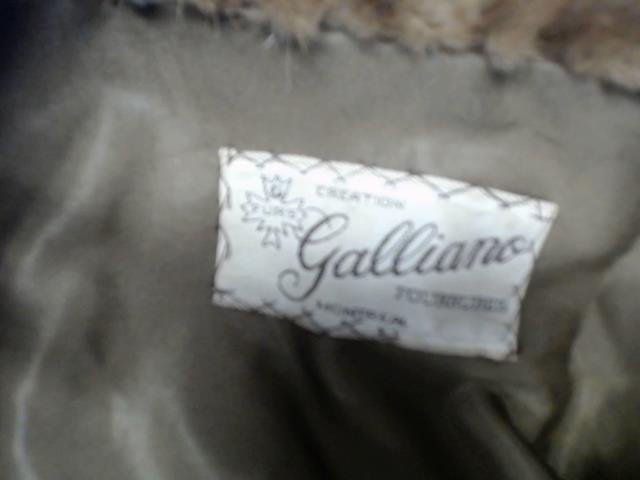 CREATION
FURS
Galliano
FOURRURES
MONTREAL